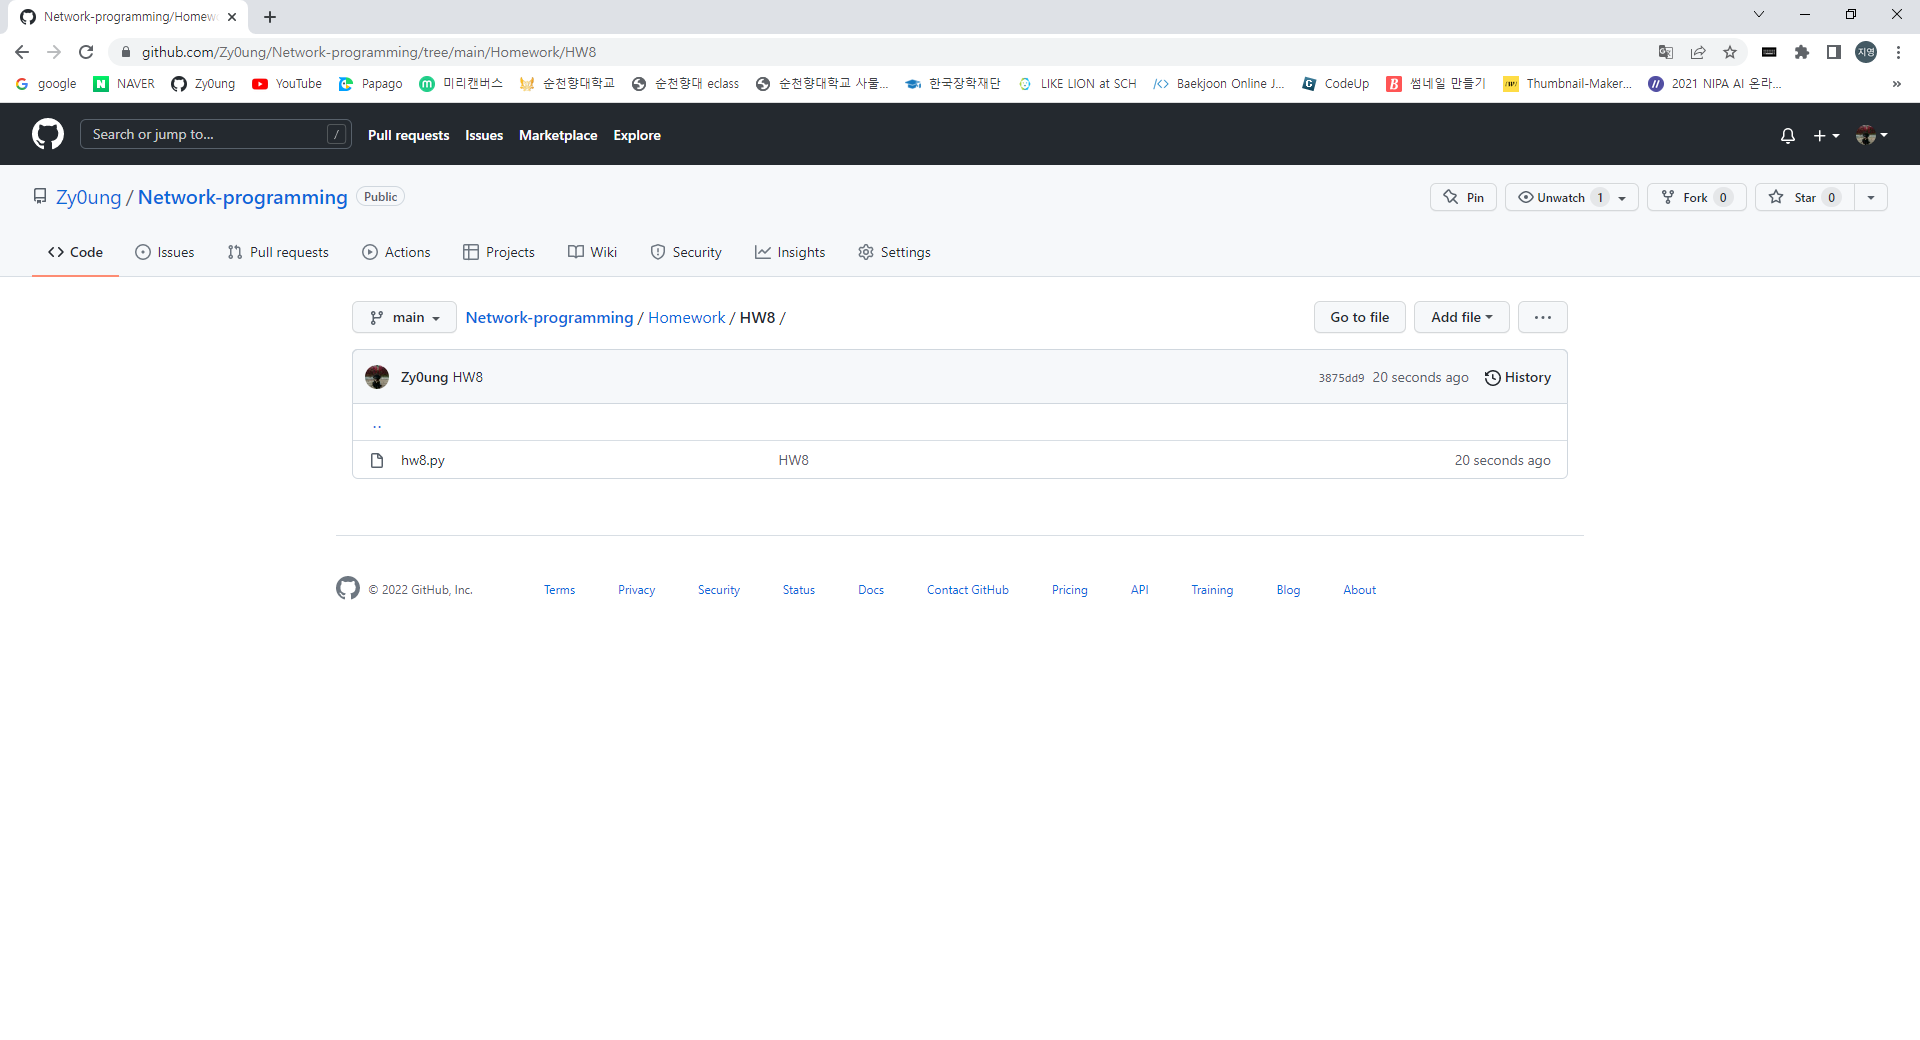 Network-programming/Homew
github.com/Zy0ung/Network-programming/tree/main/Homework/HW8
지영
google NAVER Zy0ung YouTube Papago 미리캔버스 순천향대학교 순천향대 eclass 순천향대학교 사물... 한국장학재단 LIKE LION at SCH Baekjoon Online J... CodeUp 썸네일 만들기 Thumbnail-Maker... 2021 NIPA AI 온라... »
Search or jump to... / Pull requests Issues Marketplace Explore
Zy0ung / Network-programming Public
Pin Unwatch 1 Fork 0 Star 0
Code Issues Pull requests Actions Projects Wiki Security Insights Settings
main Network-programming / Homework / HW8 / Go to file Add file ...
Zy0ung HW8 3875dd9 20 seconds ago History
..
hw8.py HW8 20 seconds ago
© 2022 GitHub, Inc. Terms Privacy Security Status Docs Contact GitHub Pricing API Training Blog About